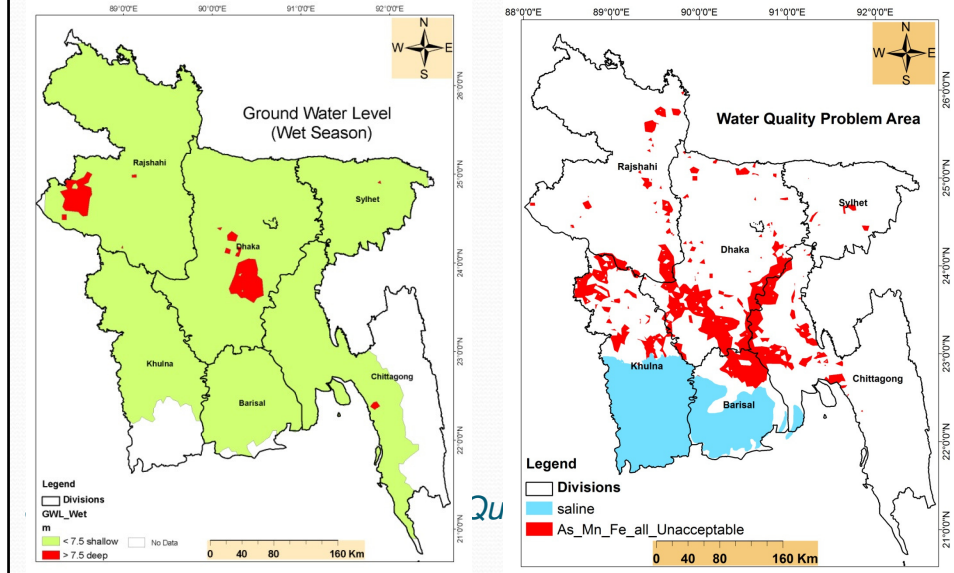 89°0'0"E 90°0'0"E 91°0'0"E 92°0'0"E
N
W E
S
Ground Water Level
(Wet Season)
26°0'0"N
25°0'0"N
24°0'0"N
23°0'0"N
22°0'0"N
21°0'0"N
Rajshahi
Sylhet
Dhaka
Khulna
Chittagong
Barisal
Legend
Divisions
GWL_Wet
m
< 7.5 shallow No Data
> 7.5 deep
0 40 80 160 Km
Qu
88°0'0"E 89°0'0"E 90°0'0"E 91°0'0"E 92°0'0"E
N
W E
S
Water Quality Problem Area
26°0'0"N
25°0'0"N
24°0'0"N
23°0'0"N
22°0'0"N
21°0'0"N
Rajshahi
Sylhet
Dhaka
Khulna
Chittagong
Barisal
Legend
Divisions
saline
As_Mn_Fe_all_Unacceptable
0 40 80 160 Km